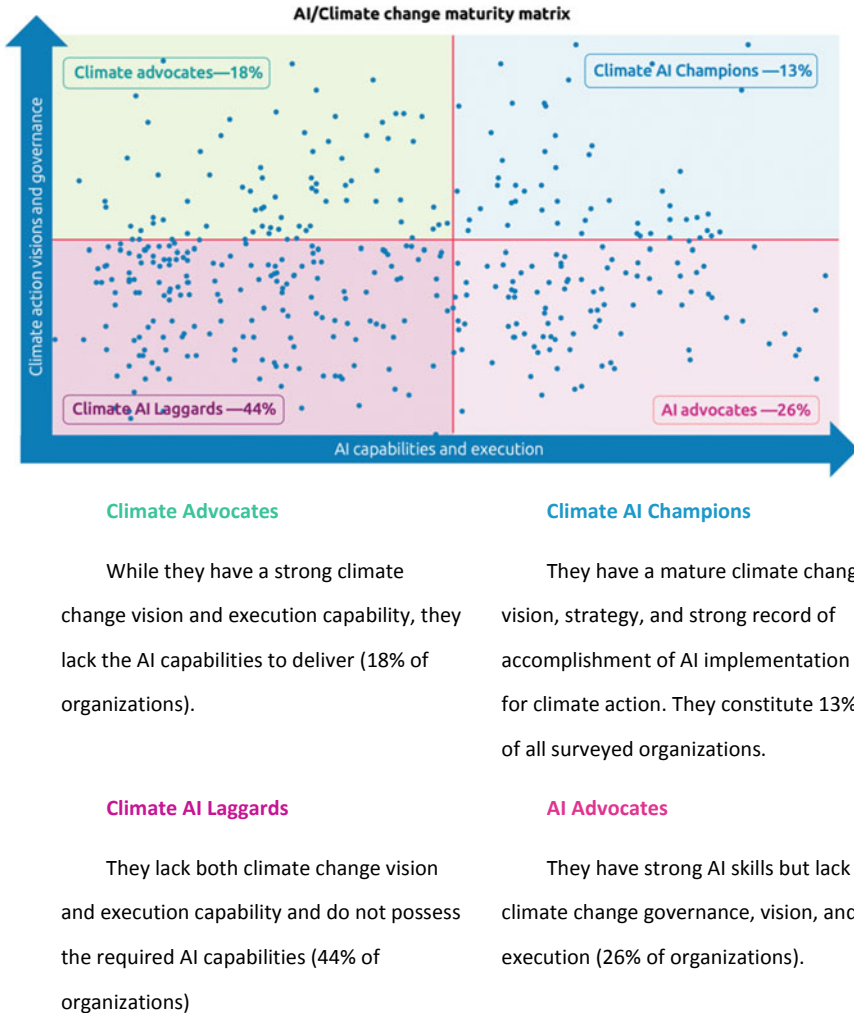 AI/Climate change maturity matrix
Climate advocates—18%
Climate AI Champions —13%
Climate action visions and governance
Climate AI Laggards —44%
AI advocates —26%
AI capabilities and execution
Climate Advocates
While they have a strong climate
change vision and execution capability, they
lack the AI capabilities to deliver (18% of
organizations).
Climate AI Champions
They have a mature climate chang
vision, strategy, and strong record of
accomplishment of AI implementation
for climate action. They constitute 13%
of all surveyed organizations.
Climate AI Laggards
They lack both climate change vision
and execution capability and do not possess
the required AI capabilities (44% of
organizations)
AI Advocates
They have strong AI skills but lack
climate change governance, vision, and
execution (26% of organizations).